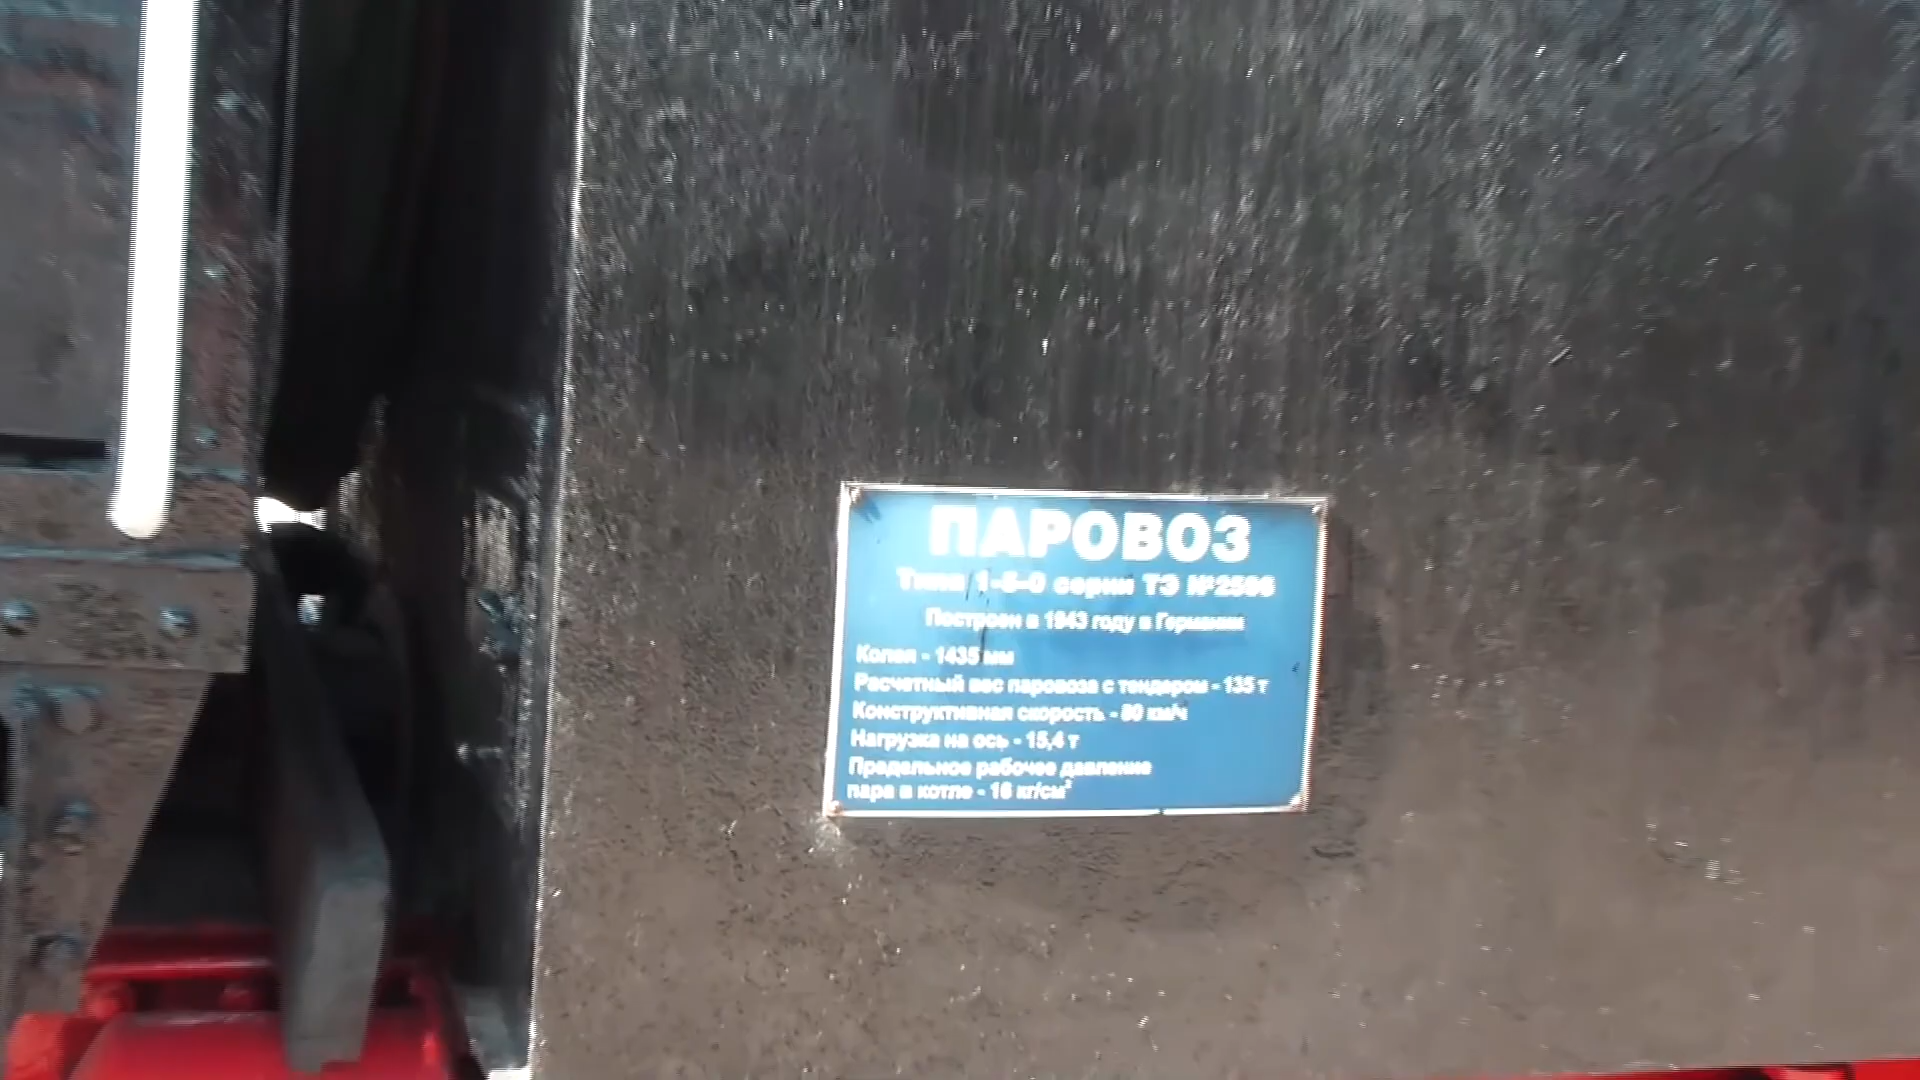 ПАРОВОЗ
Типа 1-5-0 серии ТЭ
Построен в 1943 году в Германии
Колея - 1435 мм
Расчетный вес паровоза с тендером - 135 т
Конструктивная скорость - 80 км/ч
Нагрузка на ось - 15,4 т
Предельное рабочее давление
пара в котле - 16 кг/см²